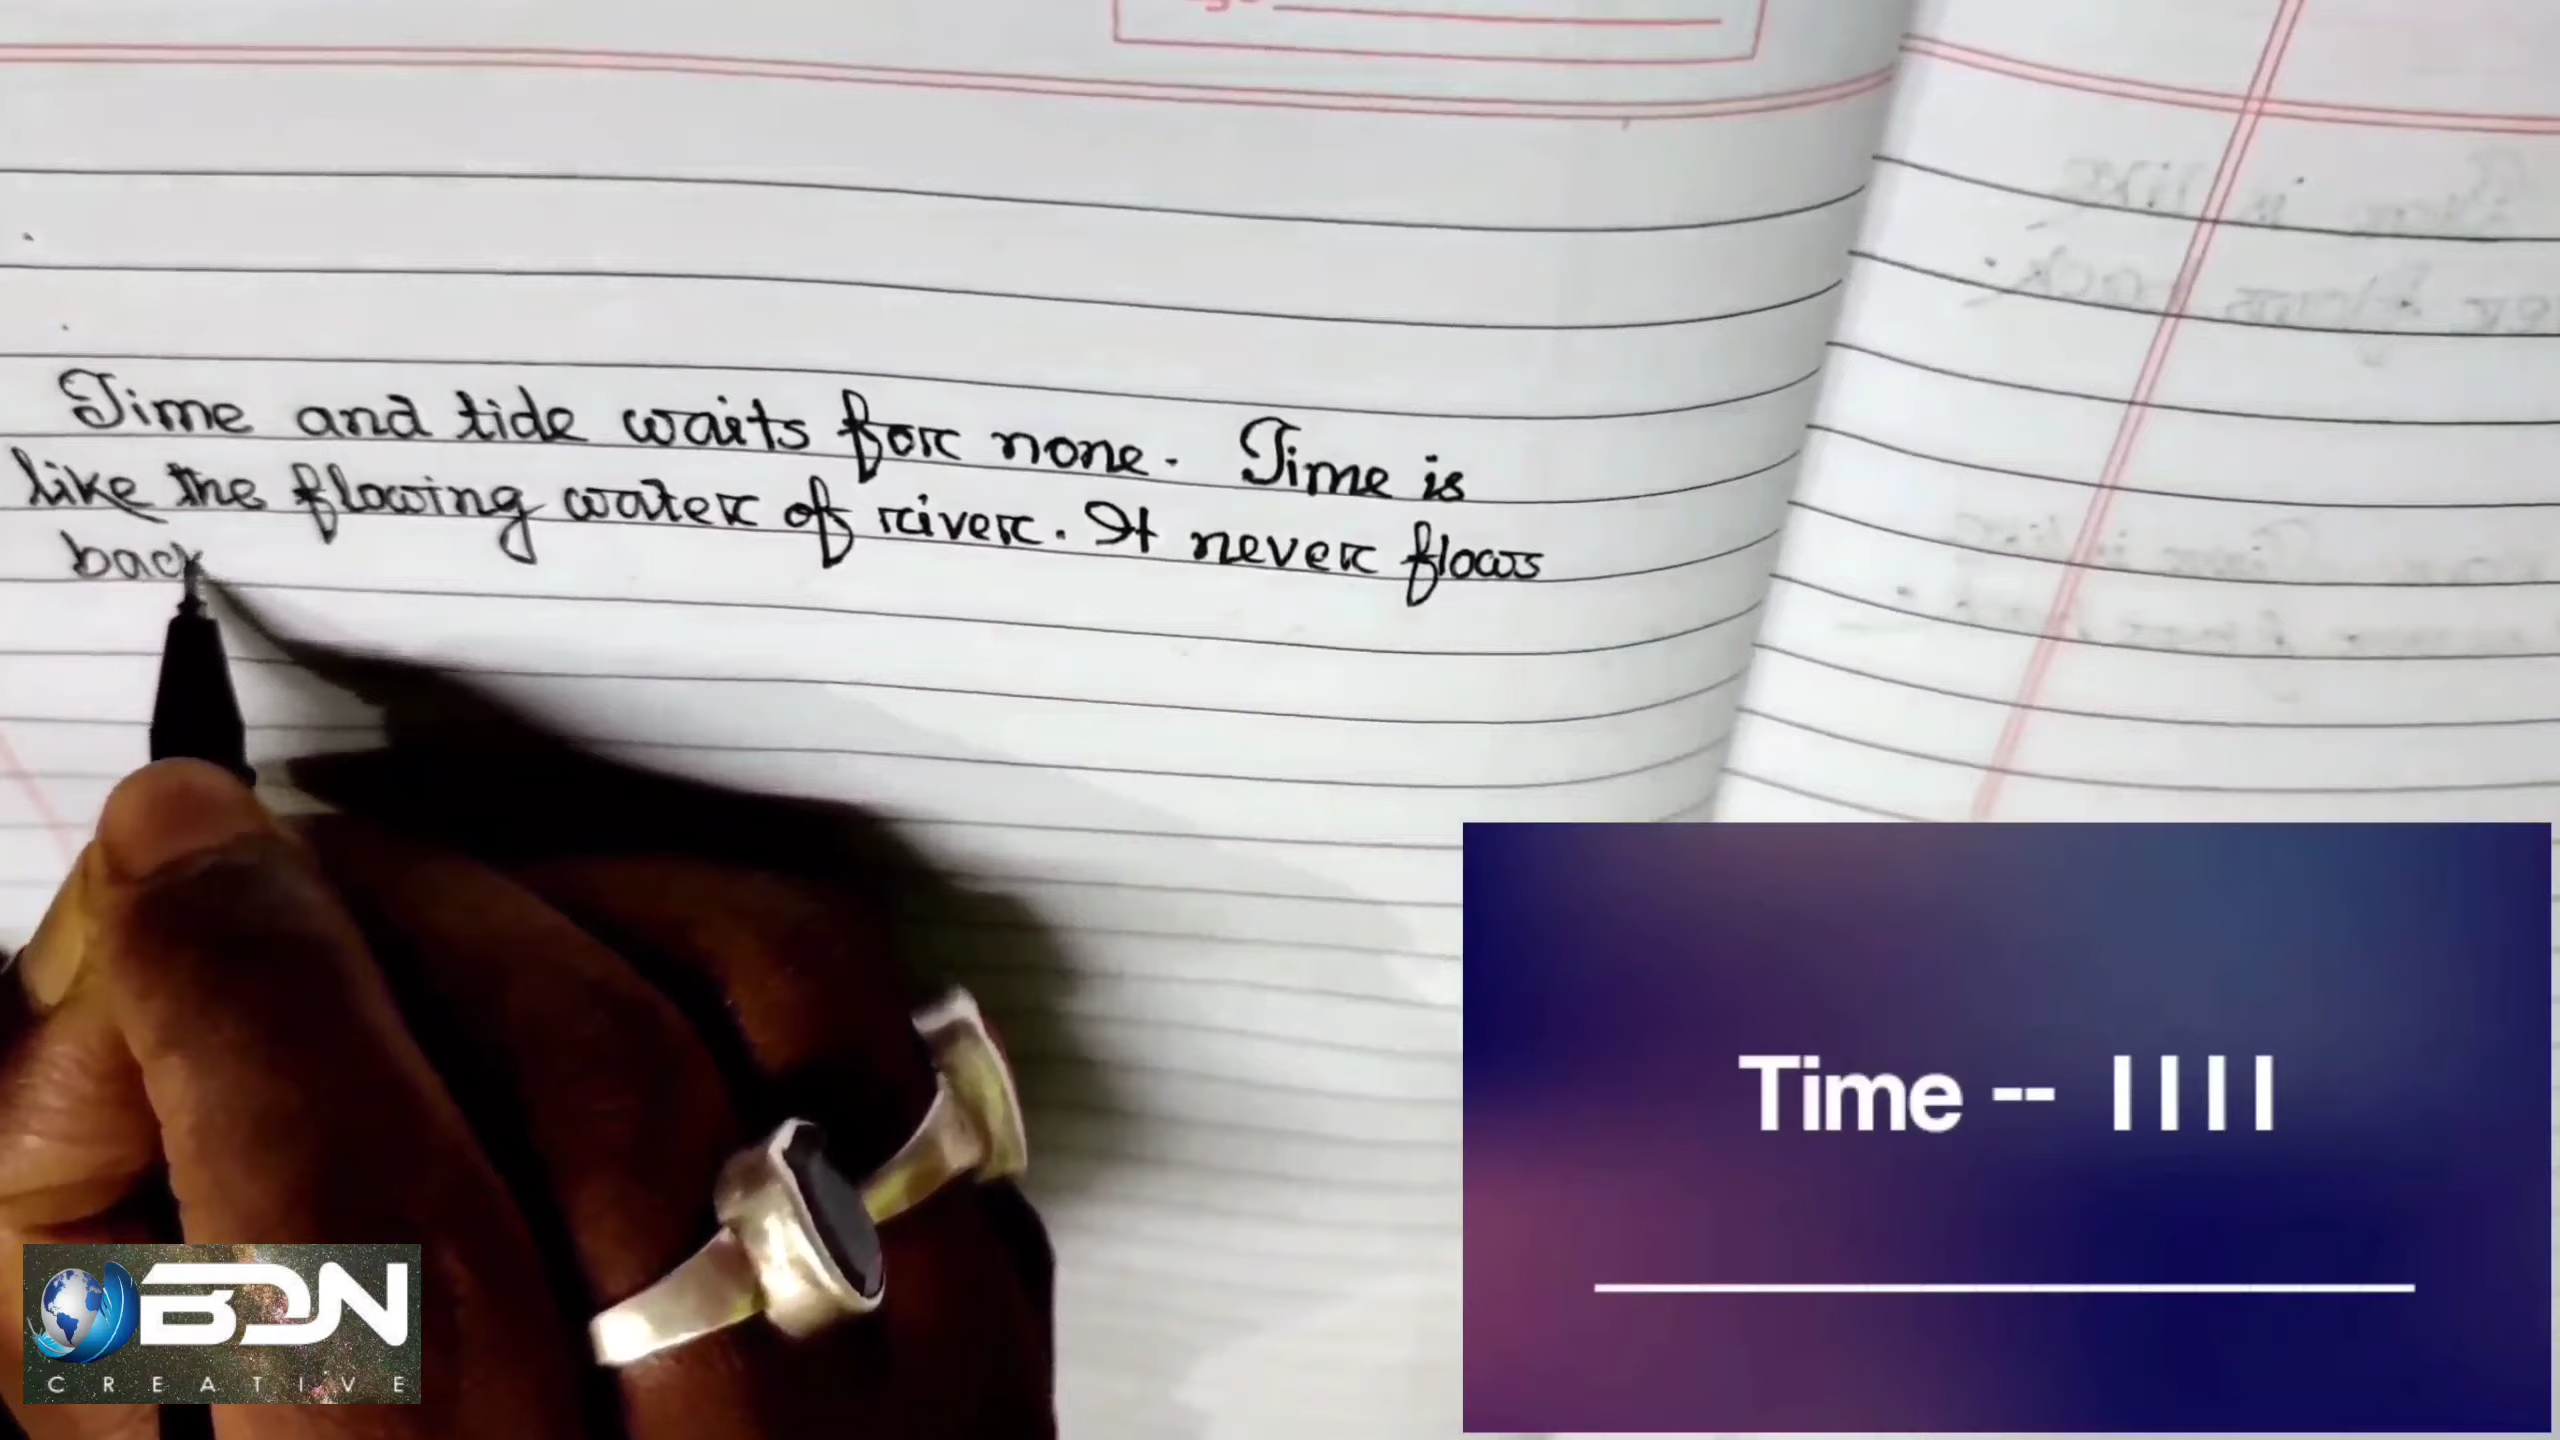 Time and tide waits for none. Time is
like the flowing water of river. It never flows
back
Time -- 1111
BDN
CREATIVE